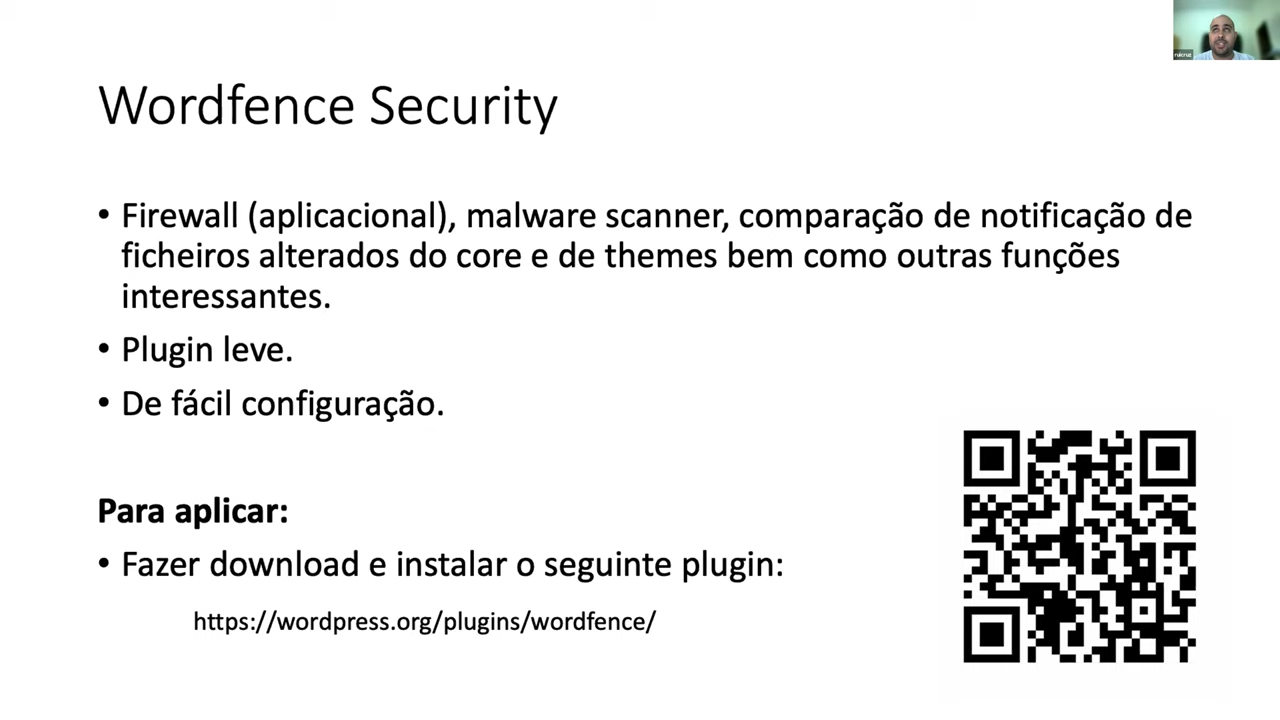 Wordfence Security
• Firewall (aplicacional), malware scanner, comparação de notificação de
ficheiros alterados do core e de themes bem como outras funções
interessantes.
• Plugin leve.
• De fácil configuração.
Para aplicar:
• Fazer download e instalar o seguinte plugin:
https://wordpress.org/plugins/wordfence/